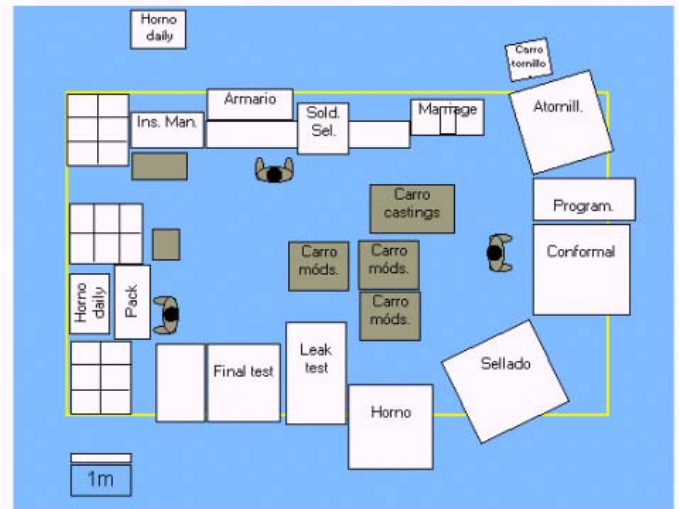 Horno
daily
Carro
tornillo
Armario
Ins. Man.
Sold.
Sel.
Marriage
Atornill.
Carro
castings
Program.
Carro
móds.
Carro
móds.
Conformal
Carro
móds.
Horno
daily
Pack
Final test
Leak
test
Horno
Sellado
1m